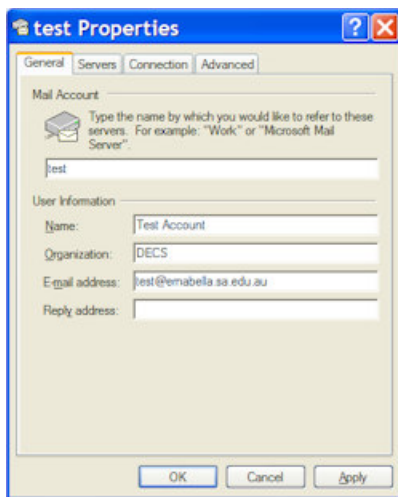 test Properties
General Servers Connection Advanced
Mail Account
Type the name by which you would like to refer to these
servers. For example: "Work" or "Microsoft Mail
Server".
test
User Information
Name: Test Account
Organization: DECS
E-mail address: test@ernabella.sa.edu.au
Reply address:
OK Cancel Apply